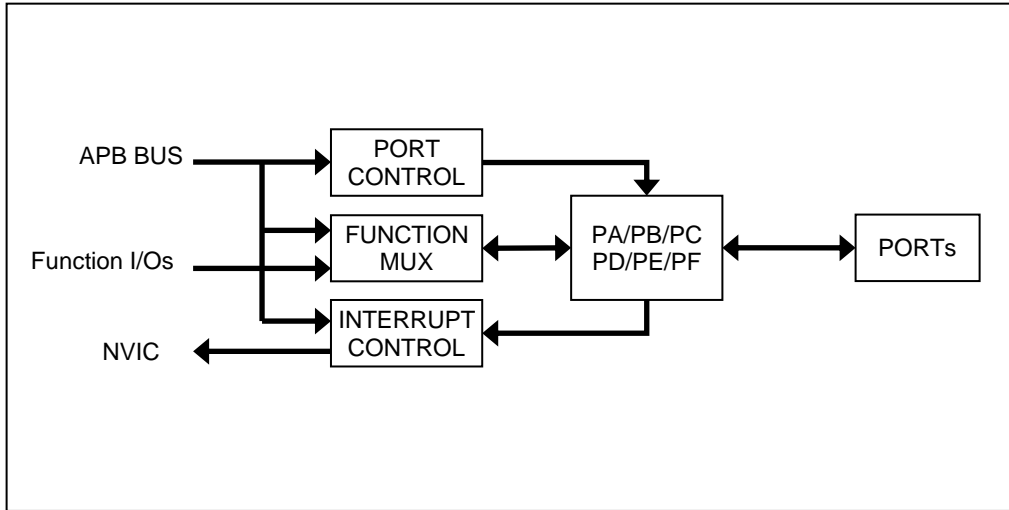 APB BUS
PORT
CONTROL
Function I/Os
FUNCTION
MUX
PA/PB/PC
PD/PE/PF
PORTs
NVIC
INTERRUPT
CONTROL